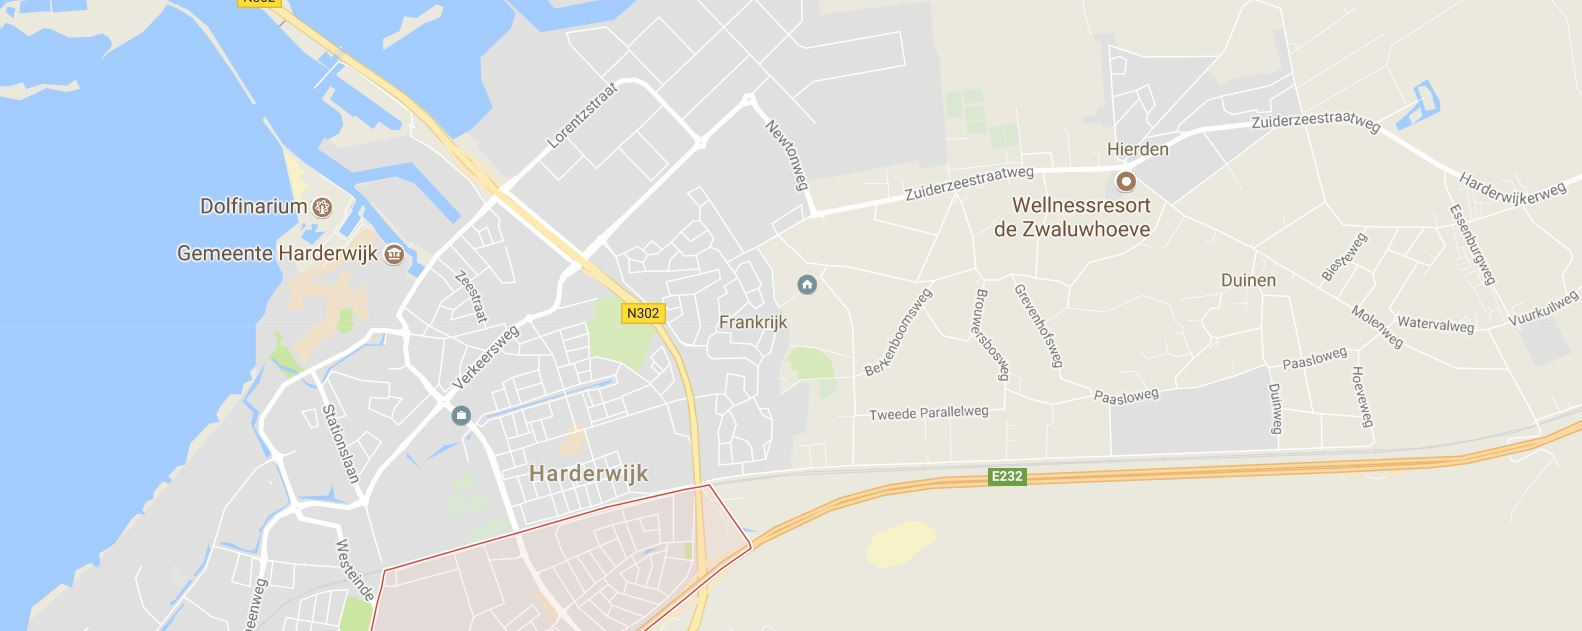 N302
Lorentzstraat
Newtonweg
Zuiderzeestraatweg
Zuiderzeestraatweg
Hierden
Harderwijkerweg
Wellnessresort
de Zwaluwhoeve
Dolfinarium
Gemeente Harderwijk
Essenburgweg
Zeestraat
Duinen
N302
Frankrijk
Berkenboomsweg
Brouwersbosweg
Grevenhofsweg
Molenweg
Watervalweg
Vuurkuilweg
Verkeersweg
Paasloweg
Hoeveweg
Paasloweg
Duinweg
Tweede Parallelweg
Stationslaan
Harderwijk
E232
Westeinde